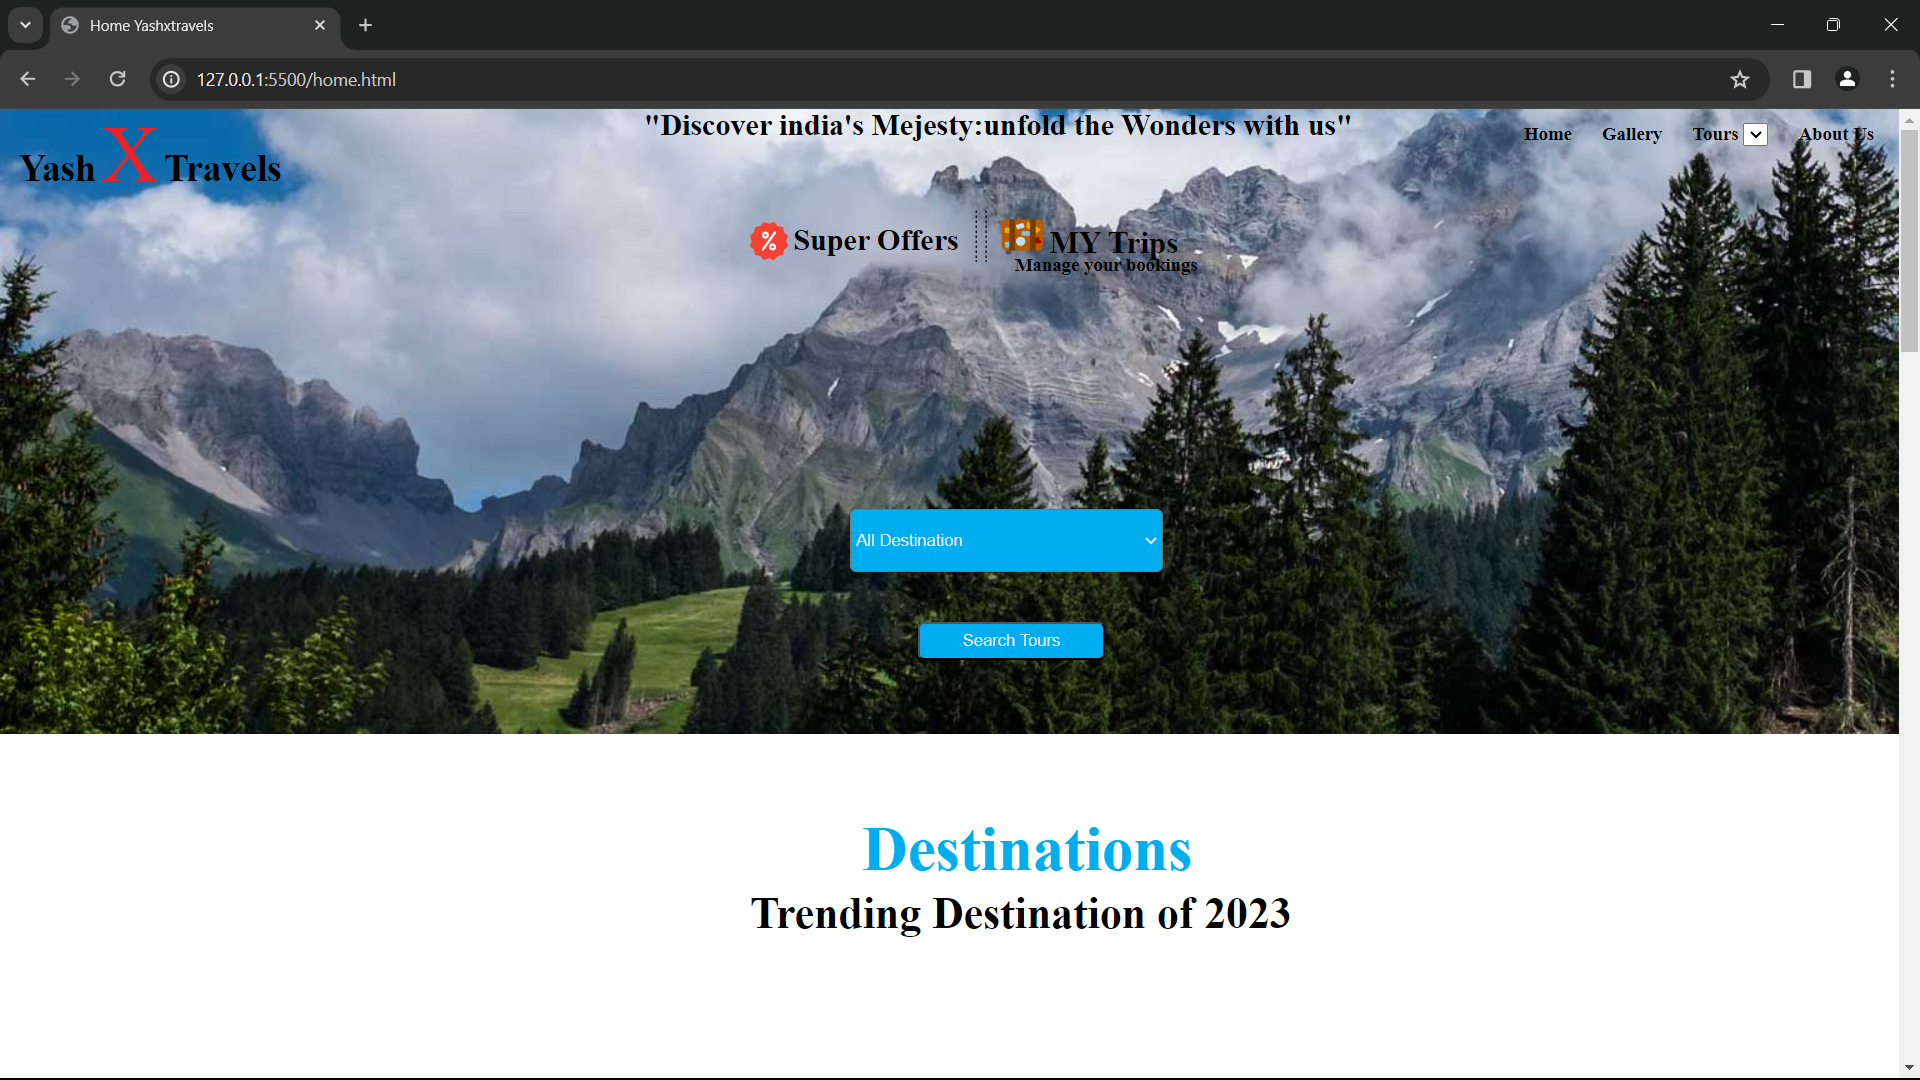 Home Yashxtravels
127.0.0.1:5500/home.html
"Discover india's Mejesty:unfold the Wonders with us"
Home Gallery Tours About Us
Yash X Travels
Super Offers
MY Trips
Manage your bookings
All Destination
Search Tours
Destinations
Trending Destination of 2023